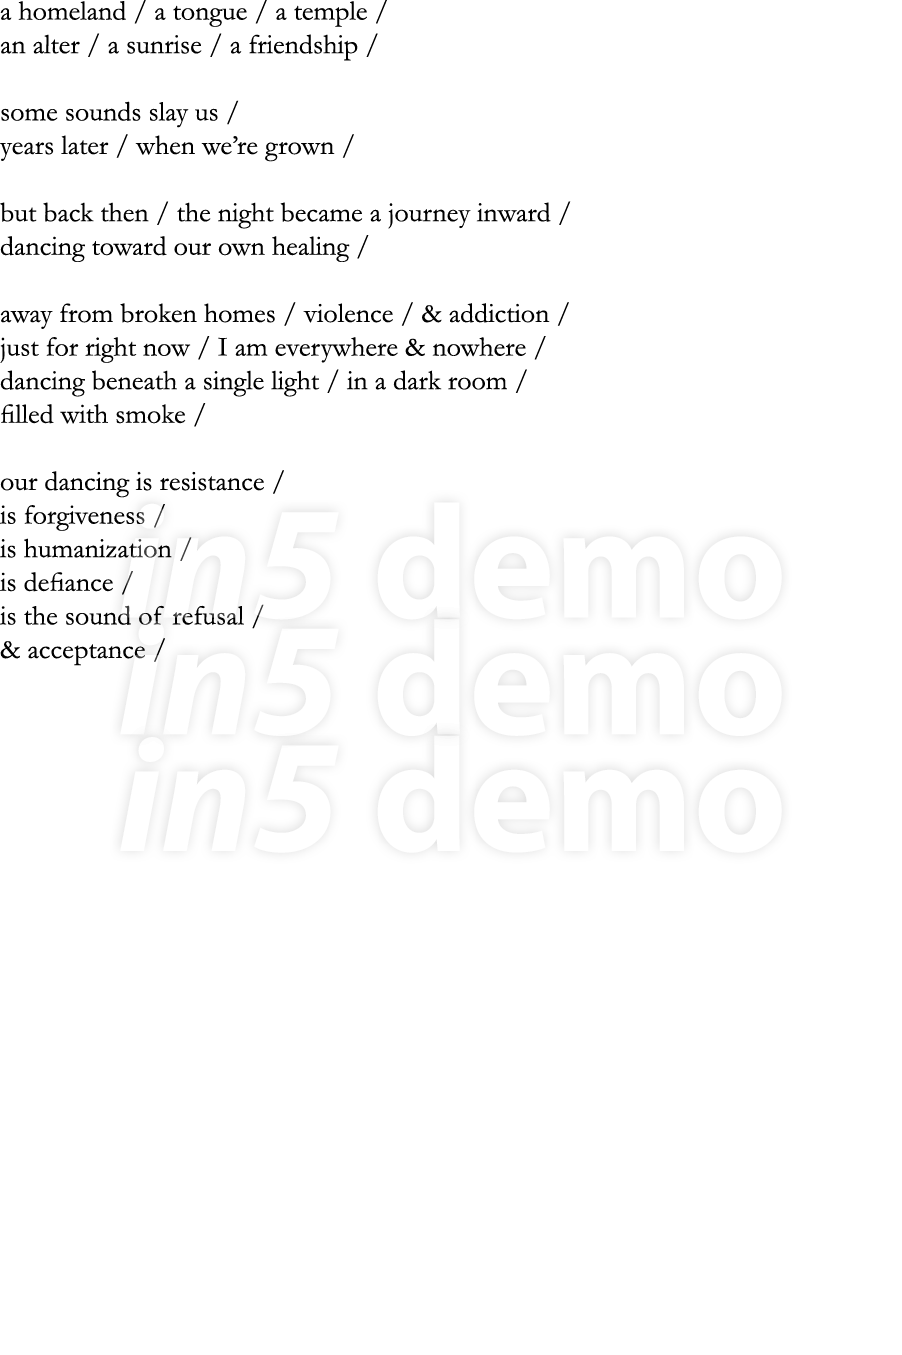 a homeland / a tongue / a temple /
an alter / a sunrise / a friendship /
some sounds slay us /
years later / when we’re grown /
but back then / the night became a journey inward /
dancing toward our own healing /
away from broken homes / violence / & addiction /
just for right now / I am everywhere & nowhere /
dancing beneath a single light / in a dark room /
filled with smoke /
our dancing is resistance /
is forgiveness /
is humanization /
is defiance /
is the sound of refusal /
& acceptance /
in5 demo
in5 demo
in5 demo